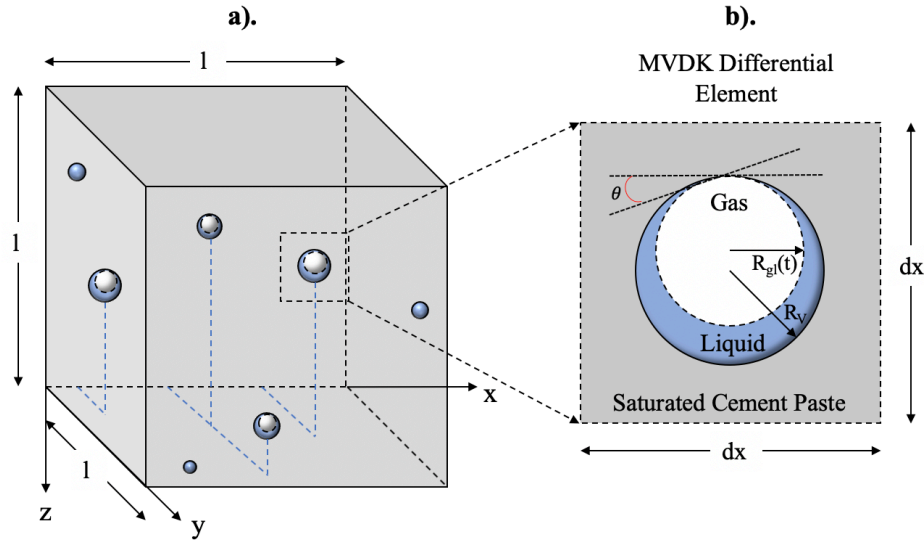 a).
l
l
l
x
y
z
b).
MVDK Differential
Element
θ
Gas
R_gl(t)
R_V
Liquid
Saturated Cement Paste
dx
dx